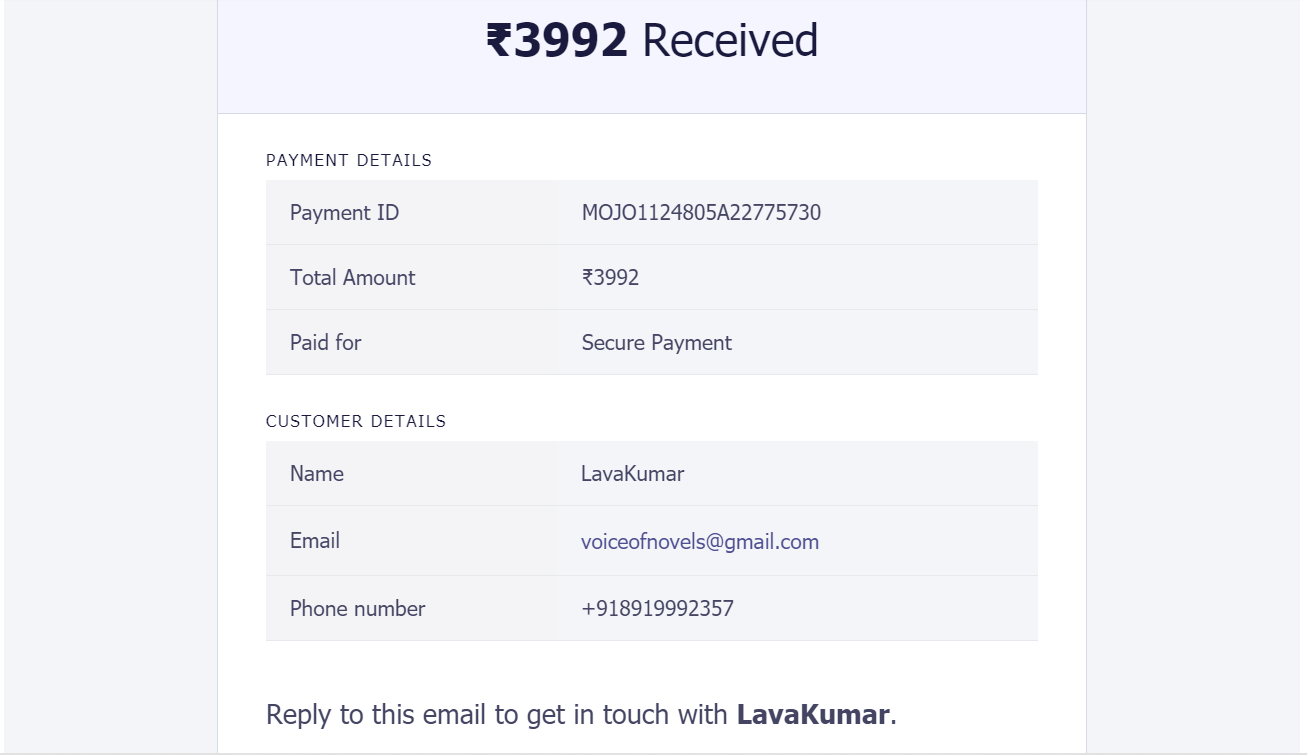 ₹3992 Received
PAYMENT DETAILS
Payment ID MOJO1124805A22775730
Total Amount ₹3992
Paid for Secure Payment
CUSTOMER DETAILS
Name LavaKumar
Email voiceofnovels@gmail.com
Phone number +918919992357
Reply to this email to get in touch with LavaKumar.